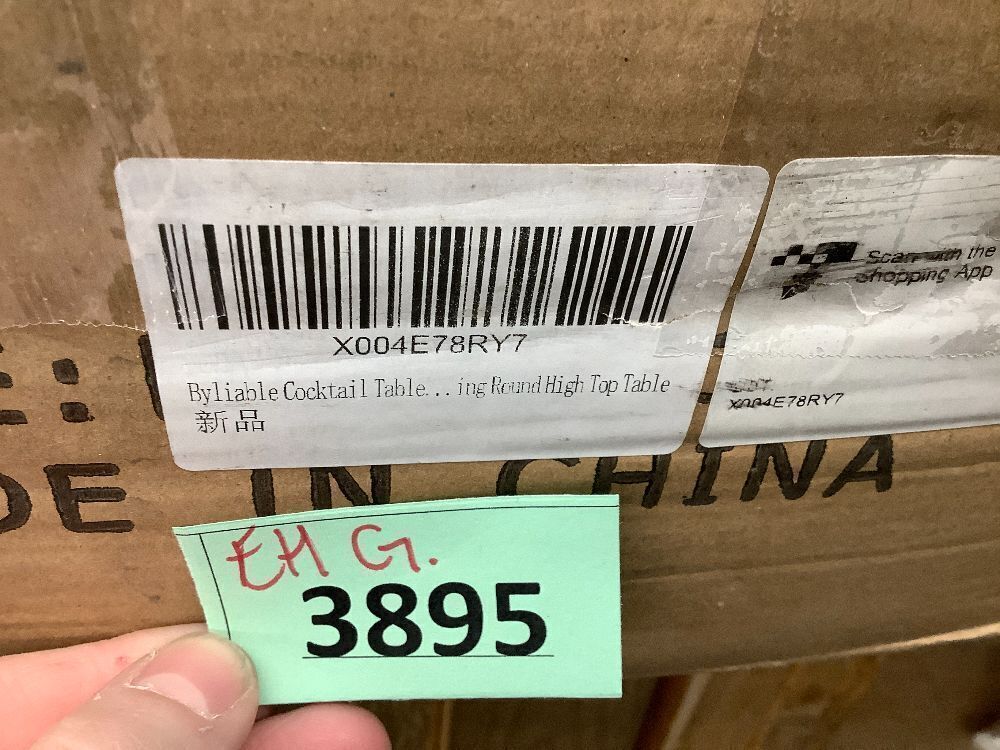 X004E78RY7
Byliable Cocktail Table... ing Round High Top Table
新品
Scan with the
Shopping App
X004E78RY7
E:
DE IN CHINA
EH G.
3895